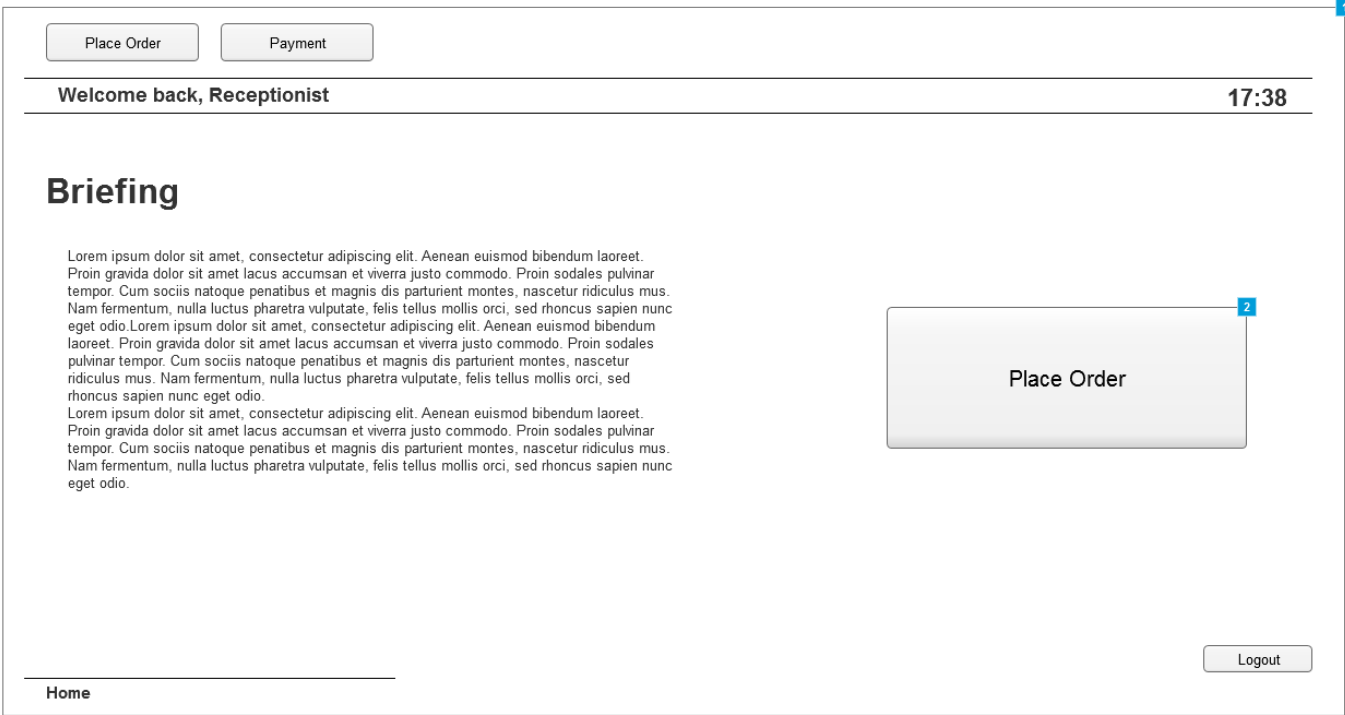 Place Order
Payment
Welcome back, Receptionist
17:38
Briefing
Lorem ipsum dolor sit amet, consectetur adipiscing elit. Aenean euismod bibendum laoreet.
Proin gravida dolor sit amet lacus accumsan et viverra justo commodo. Proin sodales pulvinar
tempor. Cum sociis natoque penatibus et magnis dis parturient montes, nascetur ridiculus mus.
Nam fermentum, nulla luctus pharetra vulputate, felis tellus mollis orci, sed rhoncus sapien nunc
eget odio.Lorem ipsum dolor sit amet, consectetur adipiscing elit. Aenean euismod bibendum
laoreet. Proin gravida dolor sit amet lacus accumsan et viverra justo commodo. Proin sodales
pulvinar tempor. Cum sociis natoque penatibus et magnis dis parturient montes, nascetur
ridiculus mus. Nam fermentum, nulla luctus pharetra vulputate, felis tellus mollis orci, sed
rhoncus sapien nunc eget odio.
Lorem ipsum dolor sit amet, consectetur adipiscing elit. Aenean euismod bibendum laoreet.
Proin gravida dolor sit amet lacus accumsan et viverra justo commodo. Proin sodales pulvinar
tempor. Cum sociis natoque penatibus et magnis dis parturient montes, nascetur ridiculus mus.
Nam fermentum, nulla luctus pharetra vulputate, felis tellus mollis orci, sed rhoncus sapien nunc
eget odio.
2
Place Order
Logout
Home